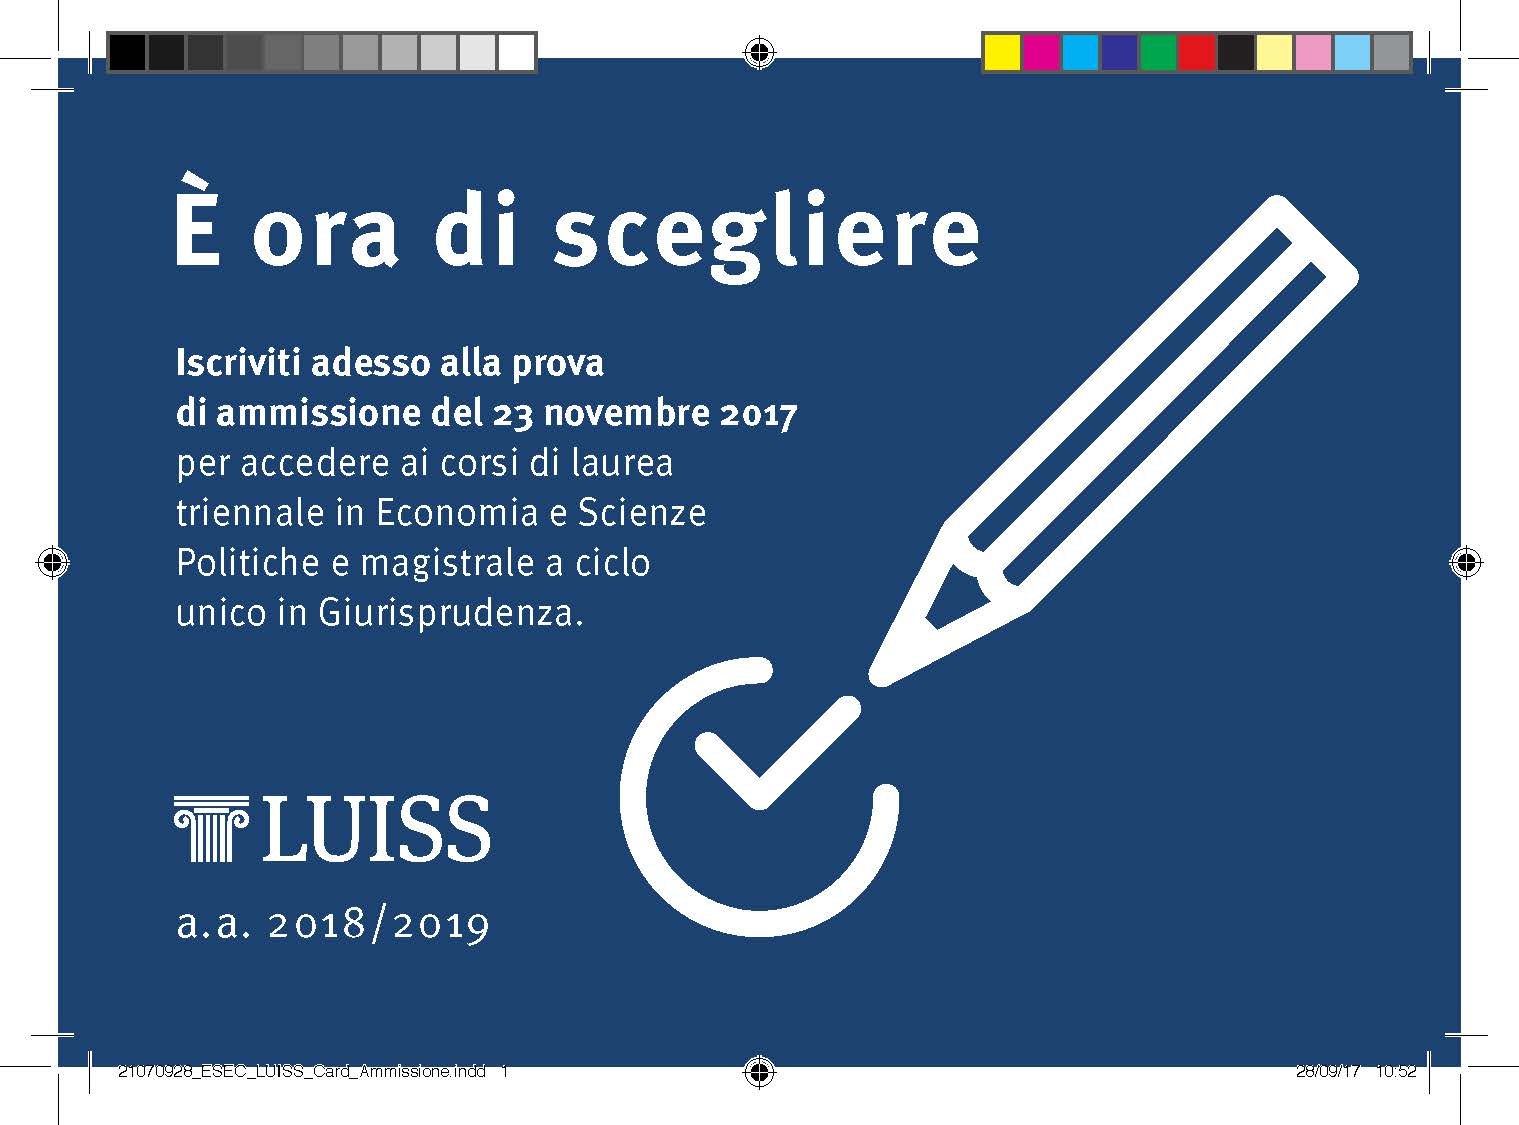 È ora di scegliere
Iscriviti adesso alla prova
di ammissione del 23 novembre 2017
per accedere ai corsi di laurea
triennale in Economia e Scienze
Politiche e magistrale a ciclo
unico in Giurisprudenza.
LUISS
a.a. 2018/2019
21070928_ESEC_LUISS_Card_Ammissione.indd 1 28/09/17 10:52